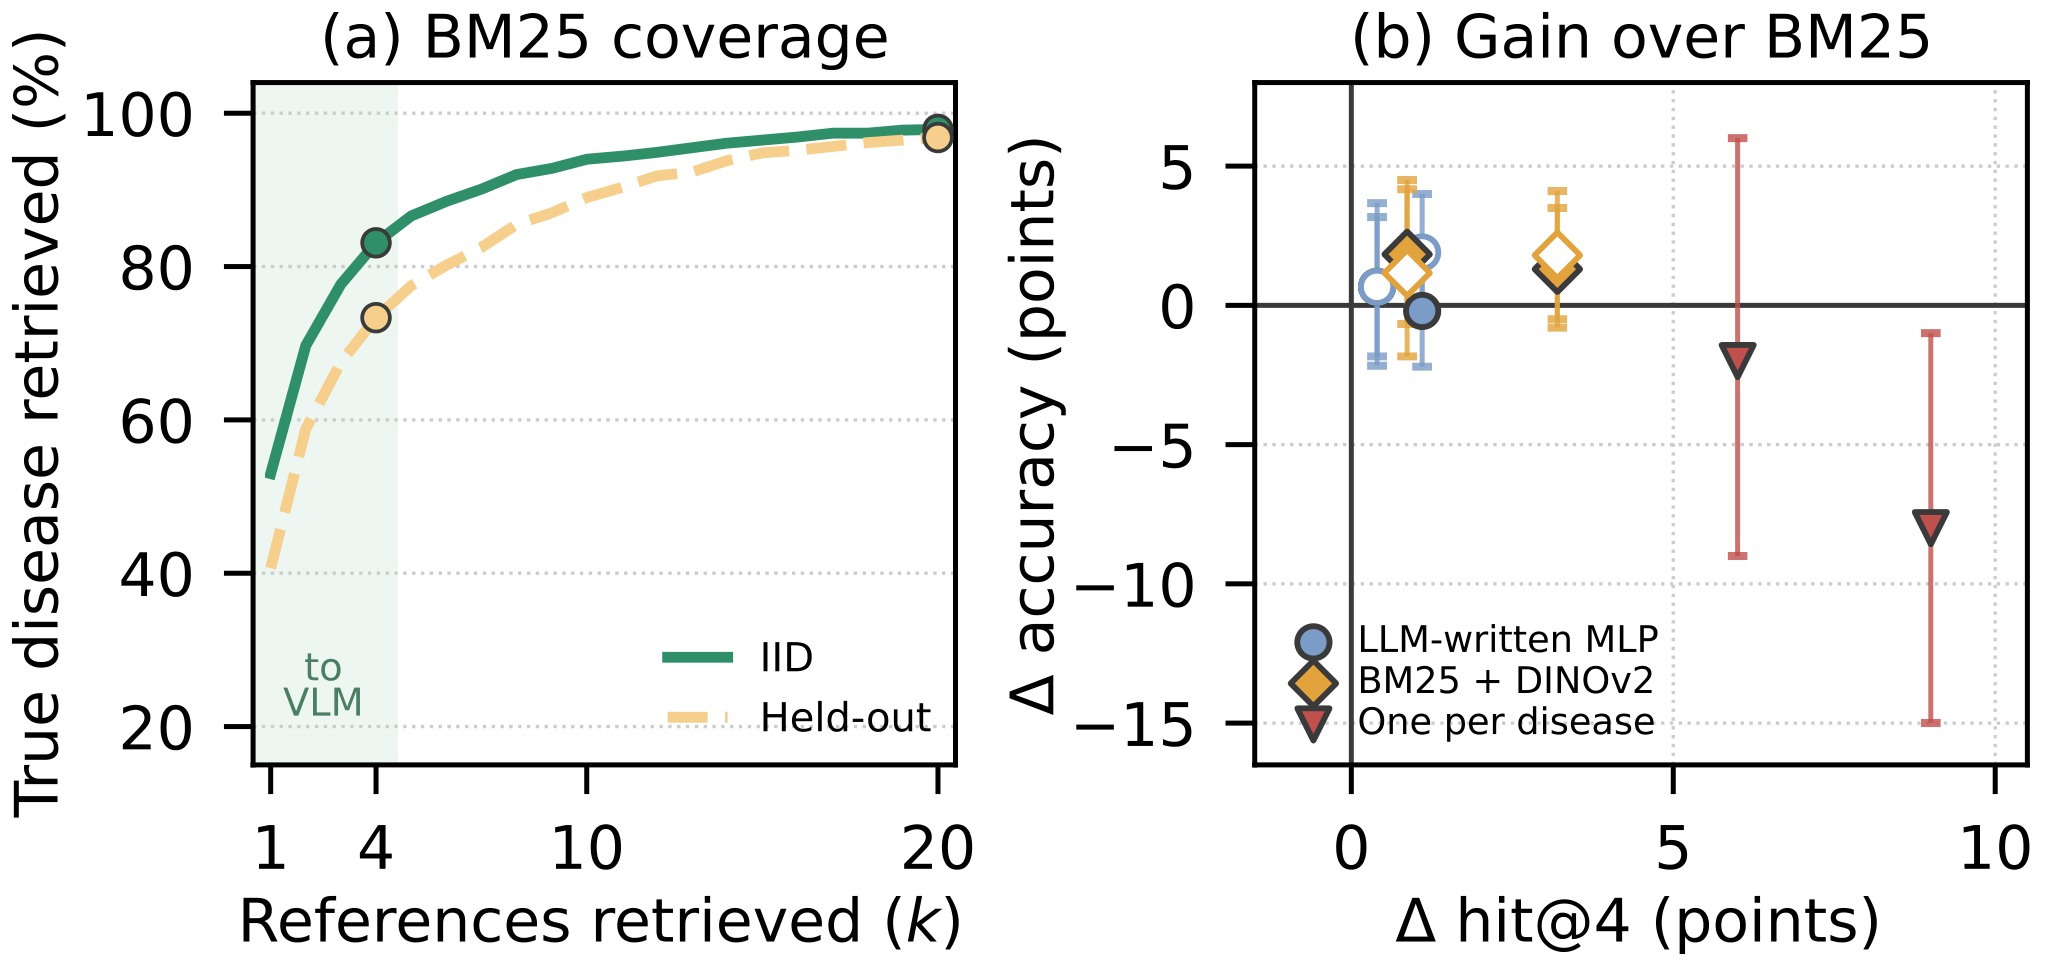 (a) BM25 coverage
True disease retrieved (%)
100
80
60
40
20
to
VLM
IID
Held-out
1 4 10 20
References retrieved (k)
(b) Gain over BM25
Δ accuracy (points)
5
0
−5
−10
−15
LLM-written MLP
BM25 + DINOv2
One per disease
0 5 10
Δ hit@4 (points)